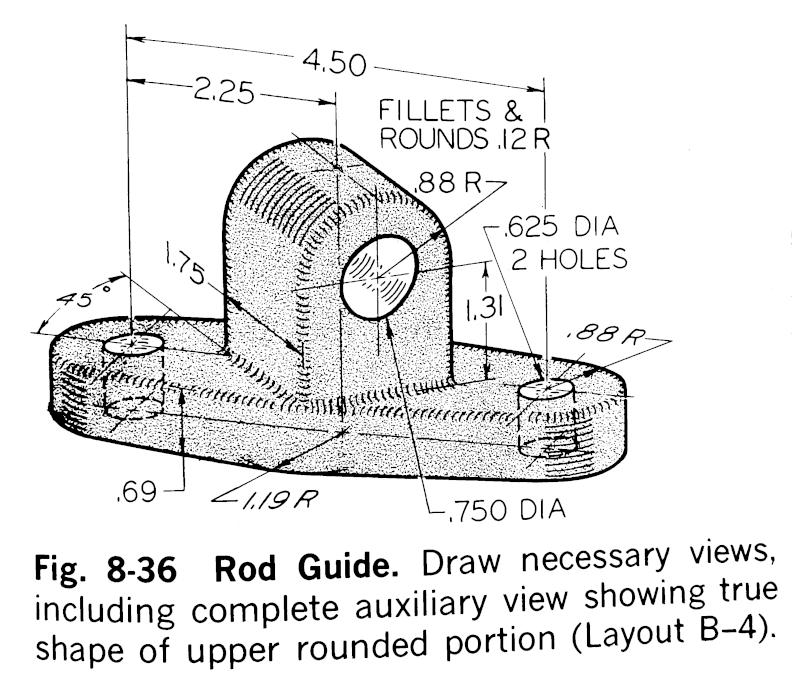 4.50
2.25
FILLETS &
ROUNDS .12 R
.88 R
.625 DIA
2 HOLES
1.75
45°
1.31
.88 R
.69
1.19 R
.750 DIA
Fig. 8-36 Rod Guide. Draw necessary views,
including complete auxiliary view showing true
shape of upper rounded portion (Layout B-4).